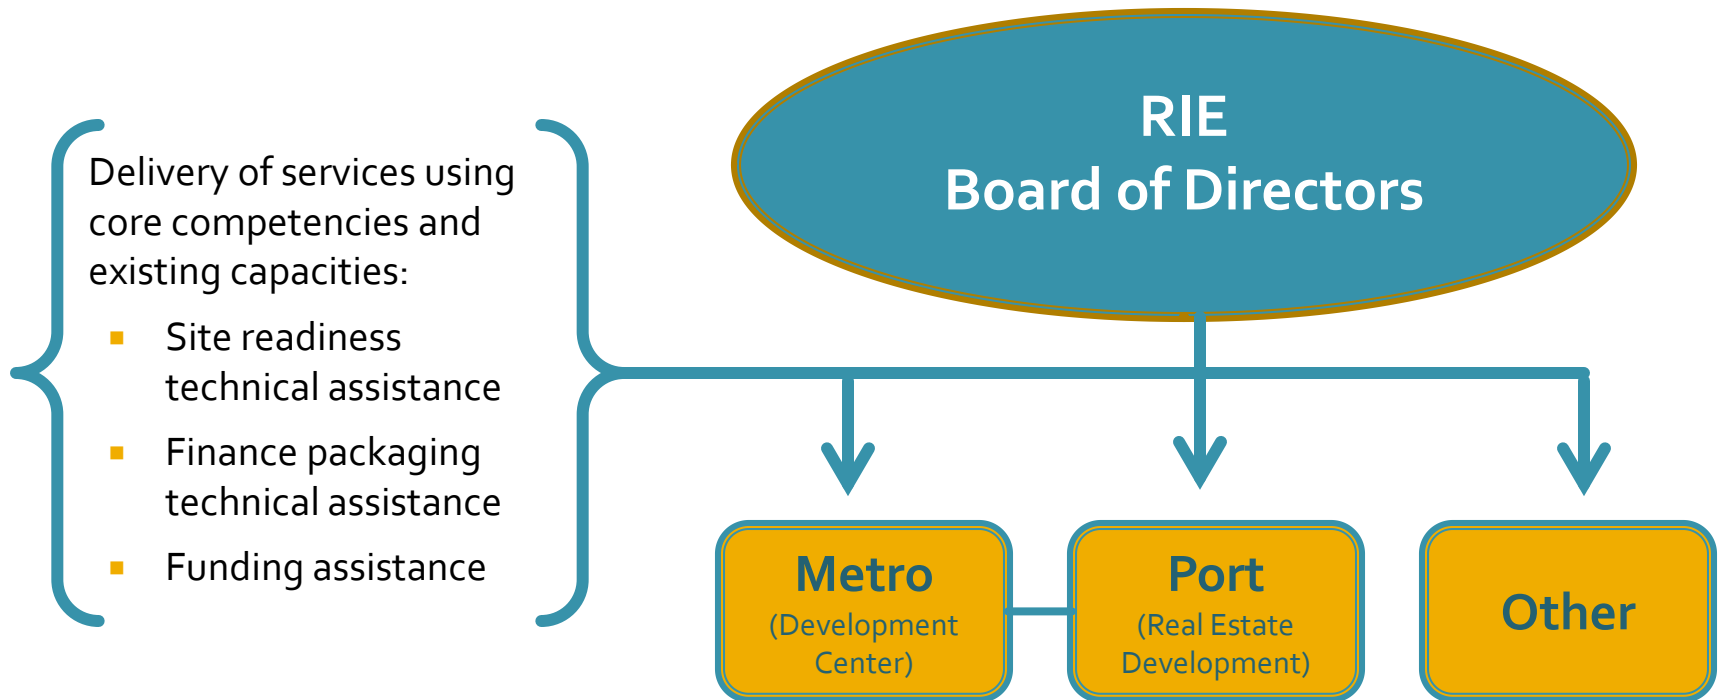 RIE
Board of Directors
Delivery of services using
core competencies and
existing capacities:
Site readiness
technical assistance
Finance packaging
technical assistance
Funding assistance
Metro
(Development
Center)
Port
(Real Estate
Development)
Other